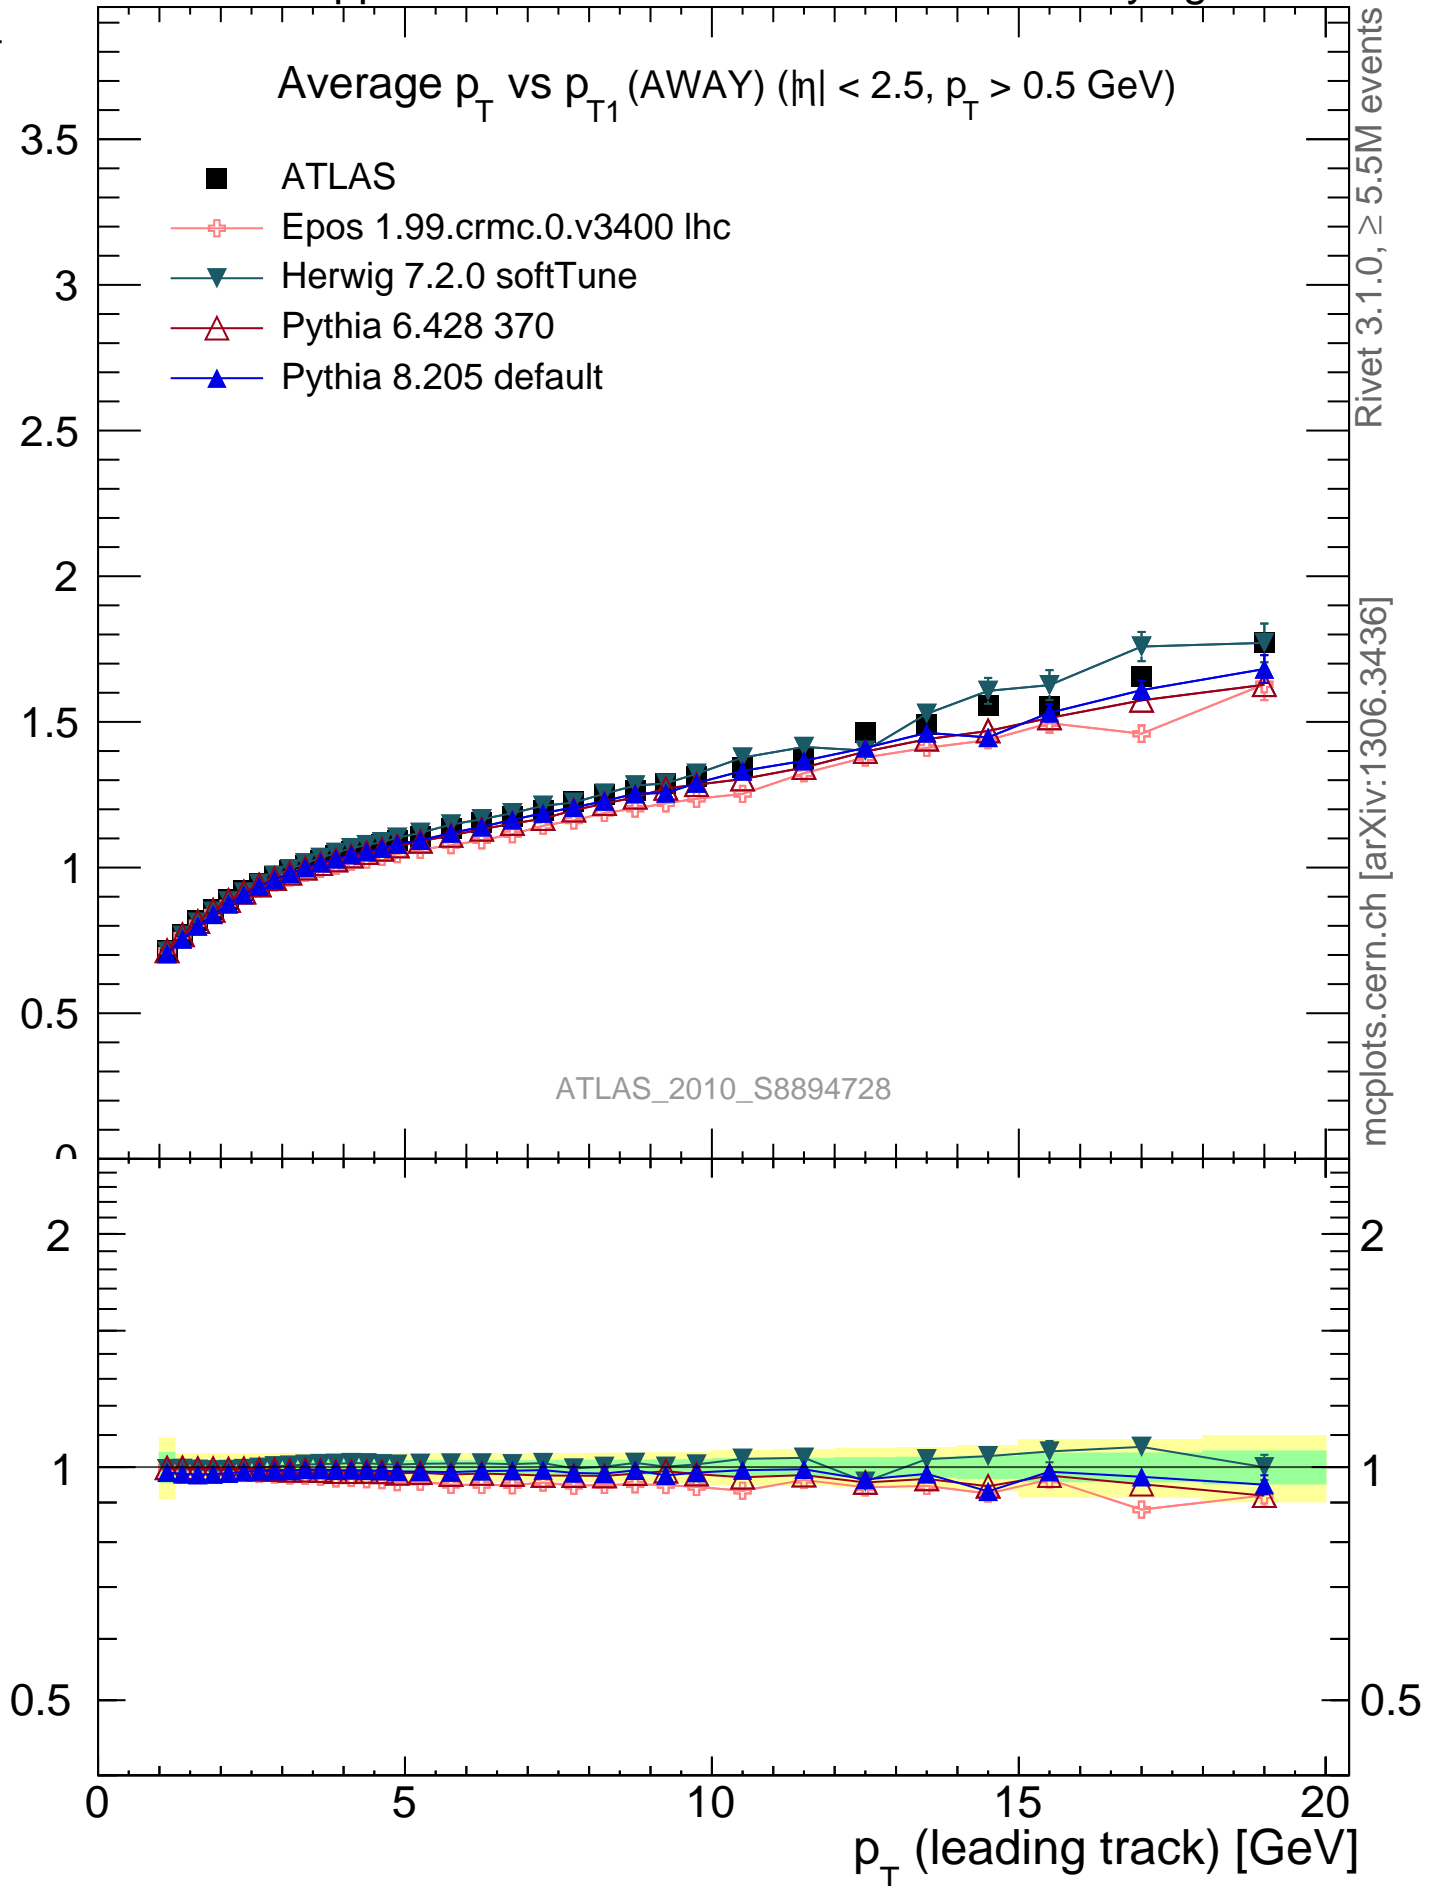 Average p_T vs p_T1 (AWAY) (|η| < 2.5, p_T > 0.5 GeV)
ATLAS
Epos 1.99.crmc.0.v3400 lhc
Herwig 7.2.0 softTune
Pythia 6.428 370
Pythia 8.205 default
3.5
3
2.5
2
1.5
1
0.5
0
ATLAS_2010_S8894728
Rivet 3.1.0, ≥ 5.5M events
mcplots.cern.ch [arXiv:1306.3436]
2
1
0.5
2
1
0.5
0
5
10
15
20
p_T (leading track) [GeV]